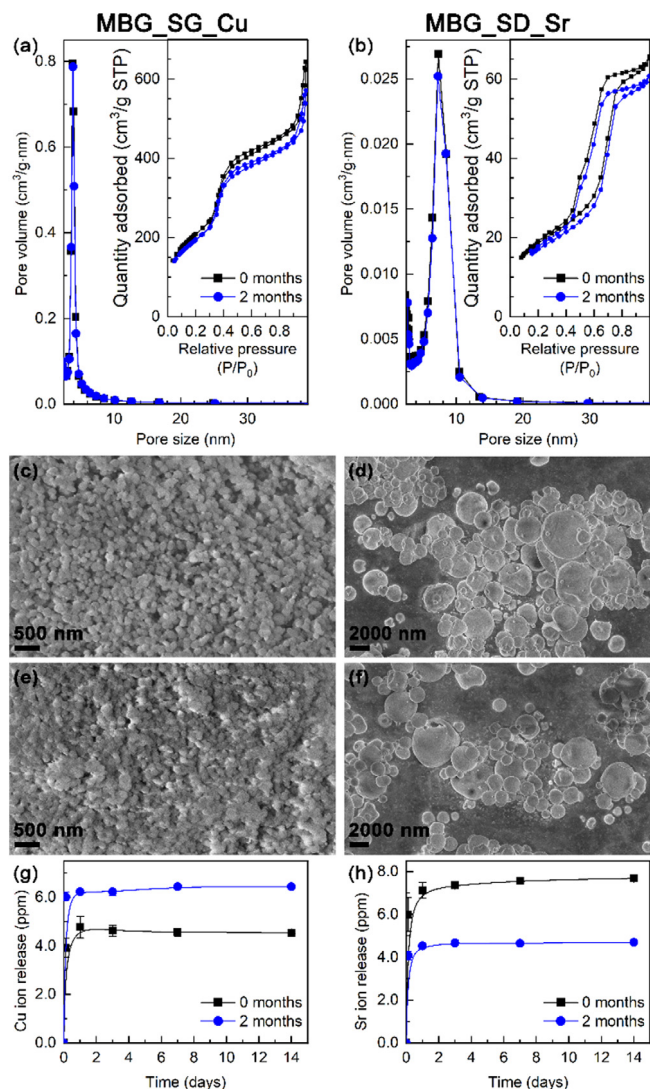 MBG_SG_Cu
MBG_SD_Sr
(a)
Pore volume (cm³/g·nm)
0.8
0.6
0.4
0.2
0.0
10
20
30
Pore size (nm)
Quantity adsorbed (cm³/g STP)
600
400
200
0
0.0 0.2 0.4 0.6 0.8
Relative pressure
(P/P₀)
0 months
2 months
(b)
Pore volume (cm³/g·nm)
0.025
0.020
0.015
0.010
0.005
0.000
10
20
30
Pore size (nm)
Quantity adsorbed (cm³/g STP)
60
40
20
0
0.0 0.2 0.4 0.6 0.8
Relative pressure
(P/P₀)
0 months
2 months
(c)
500 nm
(d)
2000 nm
(e)
500 nm
(f)
2000 nm
(g)
Cu ion release (ppm)
6.0
4.0
2.0
0.0
0 2 4 6 8 10 12 14
Time (days)
0 months
2 months
(h)
Sr ion release (ppm)
8.0
6.0
4.0
2.0
0.0
0 2 4 6 8 10 12 14
Time (days)
0 months
2 months